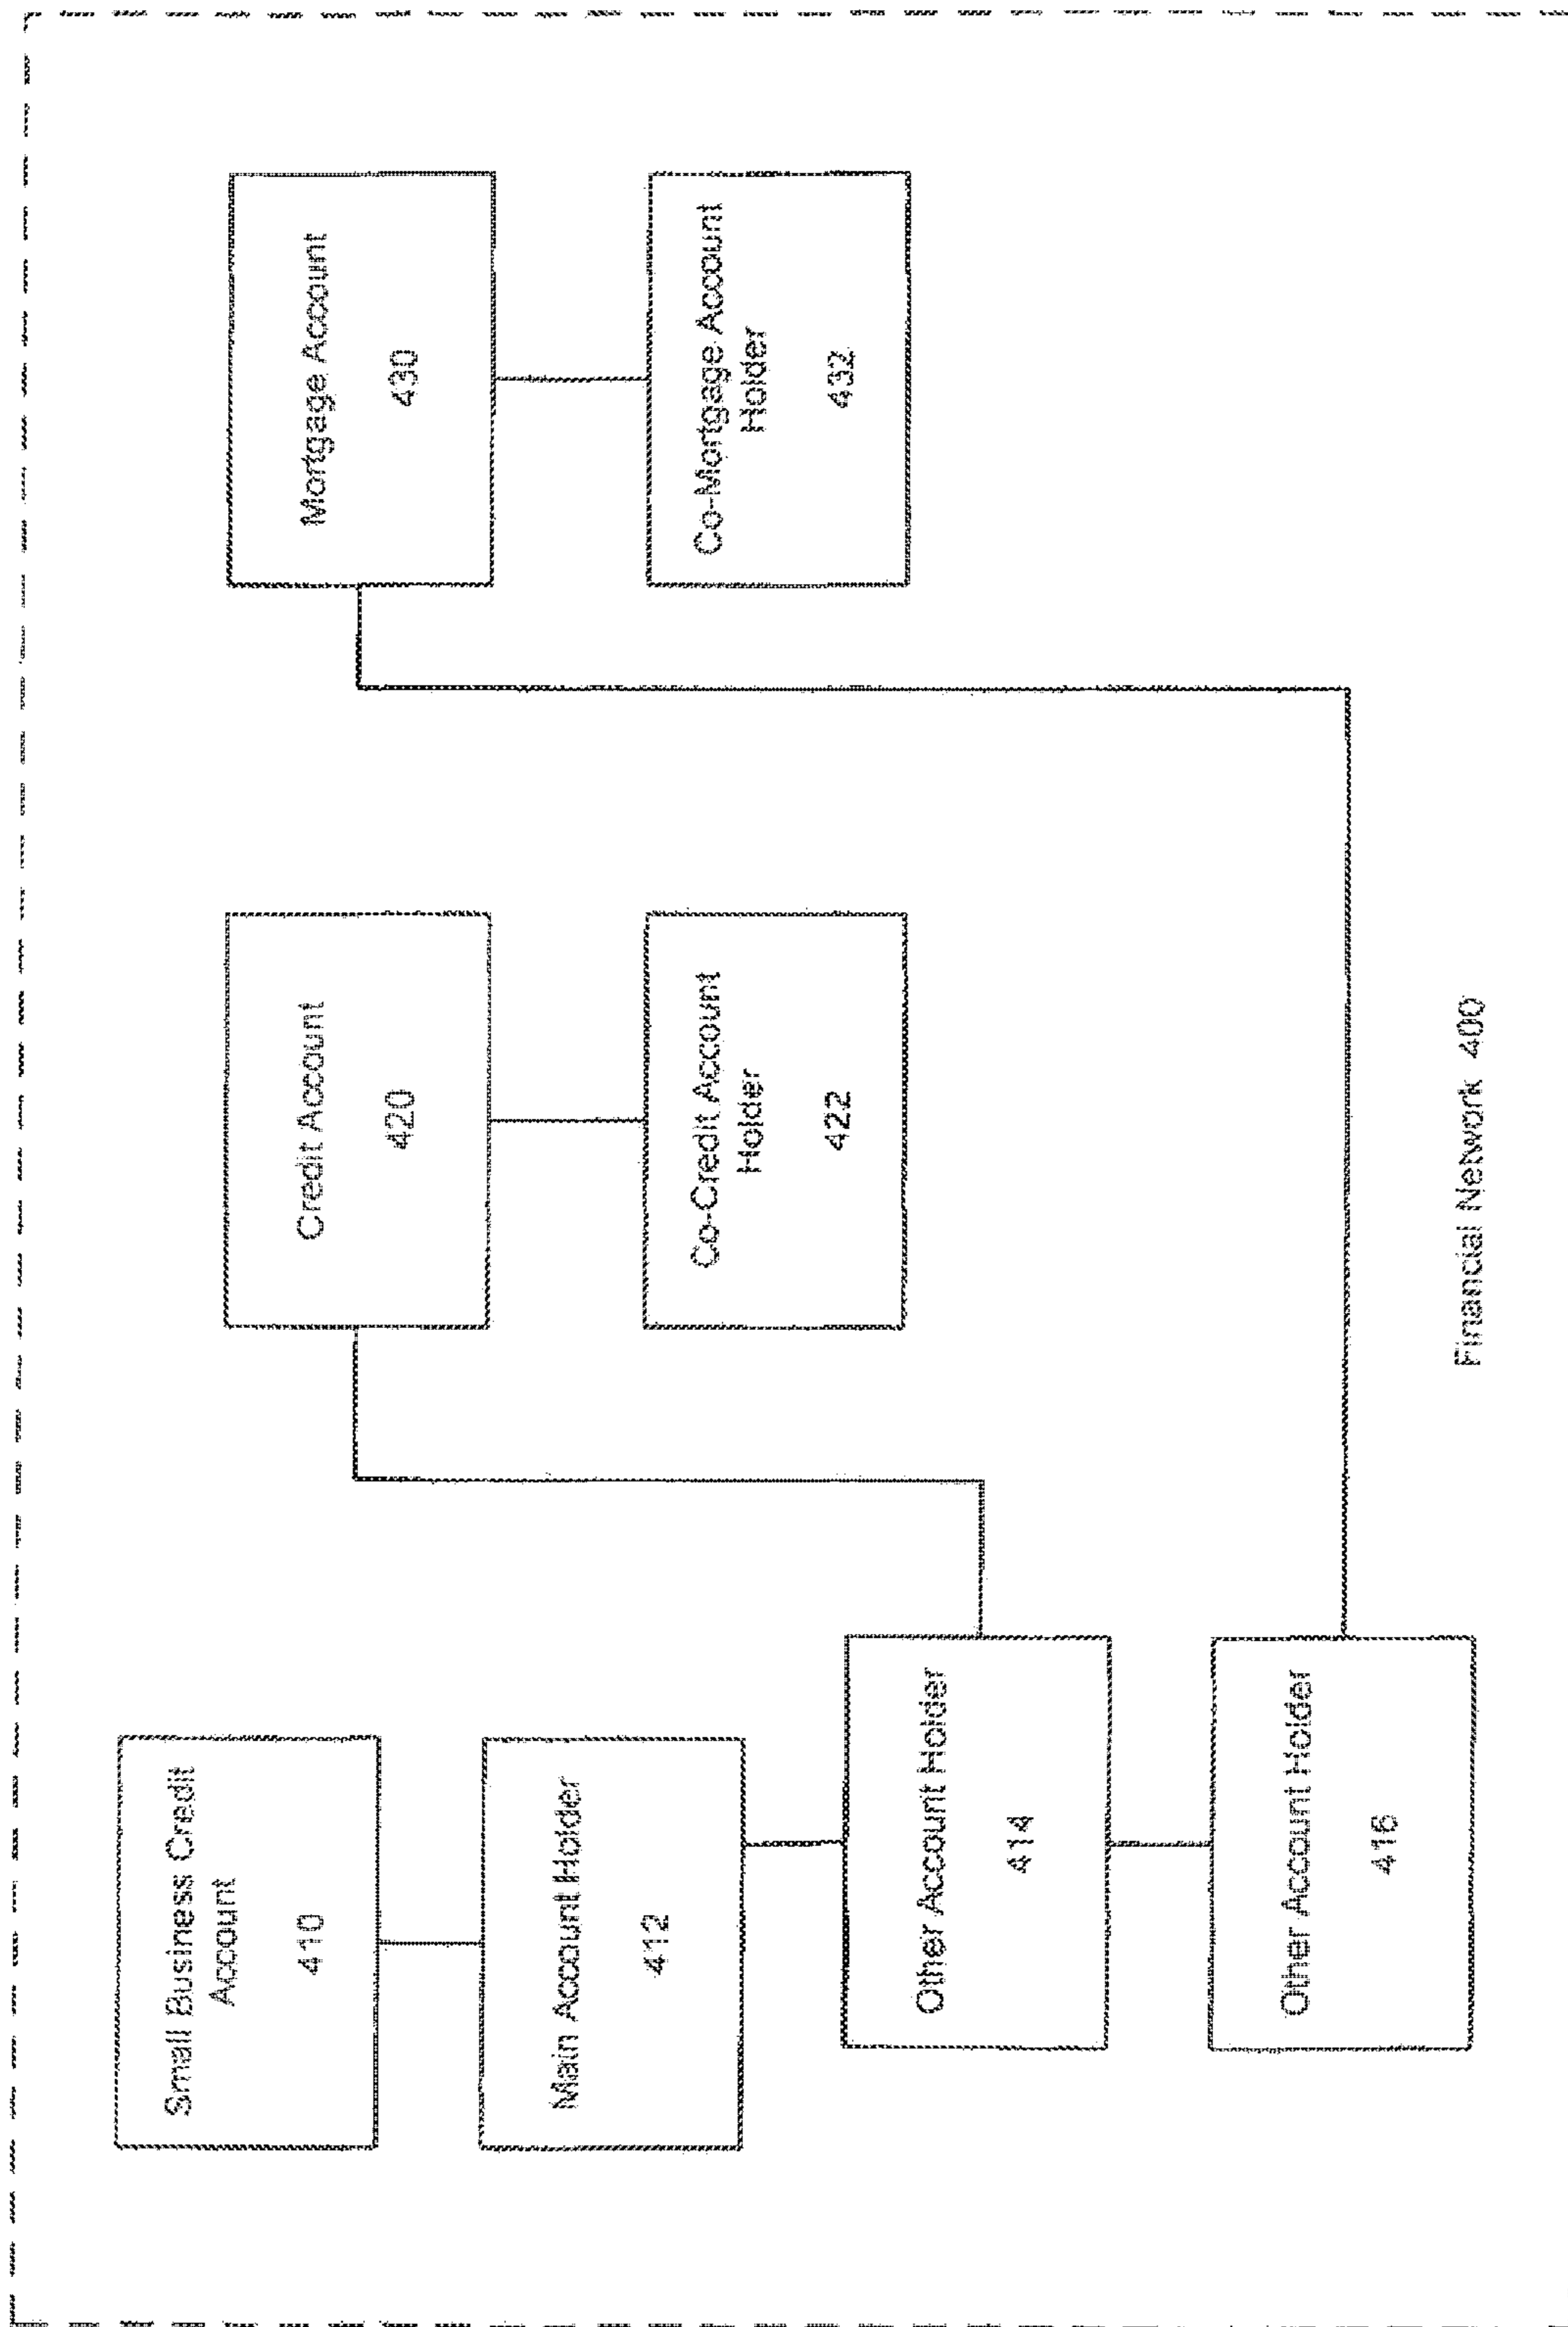 Small Business Credit
Account
410
Main Account Holder
412
Other Account Holder
414
Other Account Holder
416
Credit Account
420
Co-Credit Account
Holder
422
Mortgage Account
430
Co-Mortgage Account
Holder
432
Financial Network 400